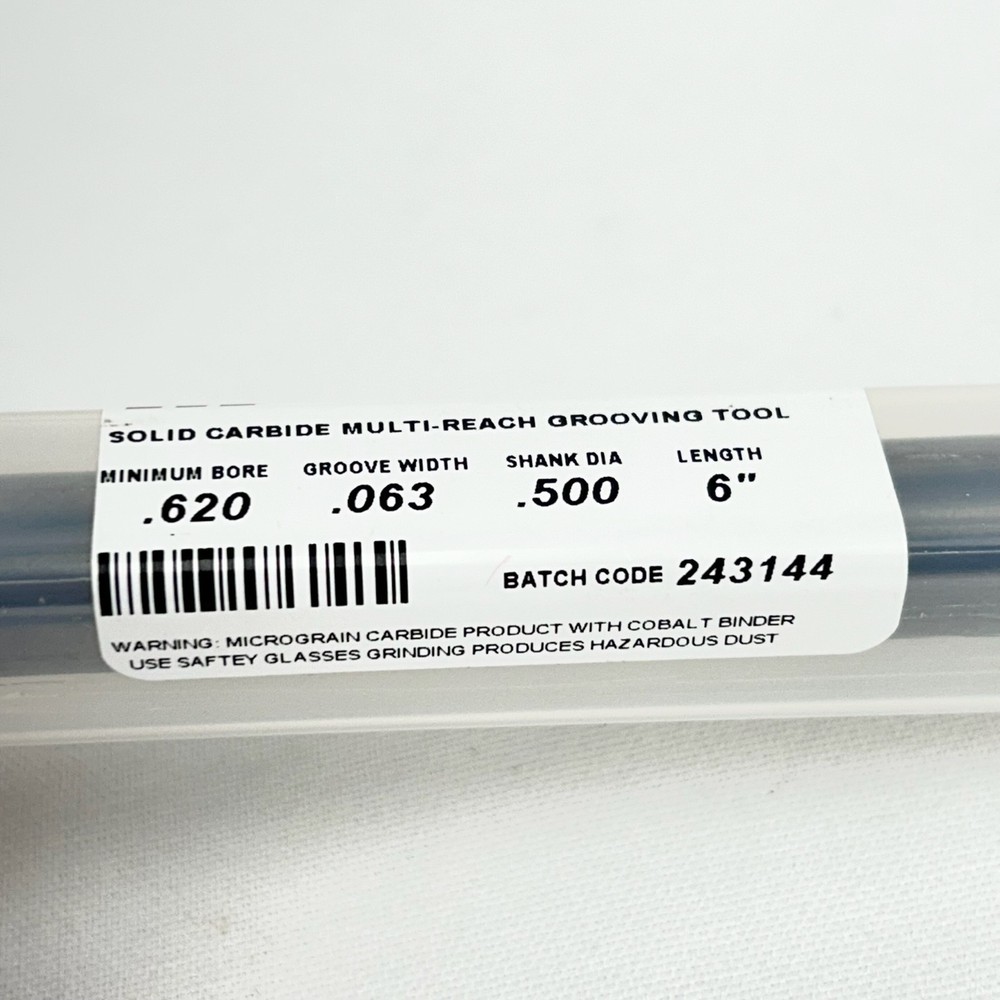 SOLID CARBIDE MULTI-REACH GROOVING TOOL
MINIMUM BORE GROOVE WIDTH SHANK DIA LENGTH
.620 .063 .500 6"
BATCH CODE 243144
WARNING: MICROGRAIN CARBIDE PRODUCT WITH COBALT BINDER
USE SAFTEY GLASSES GRINDING PRODUCES HAZARDOUS DUST